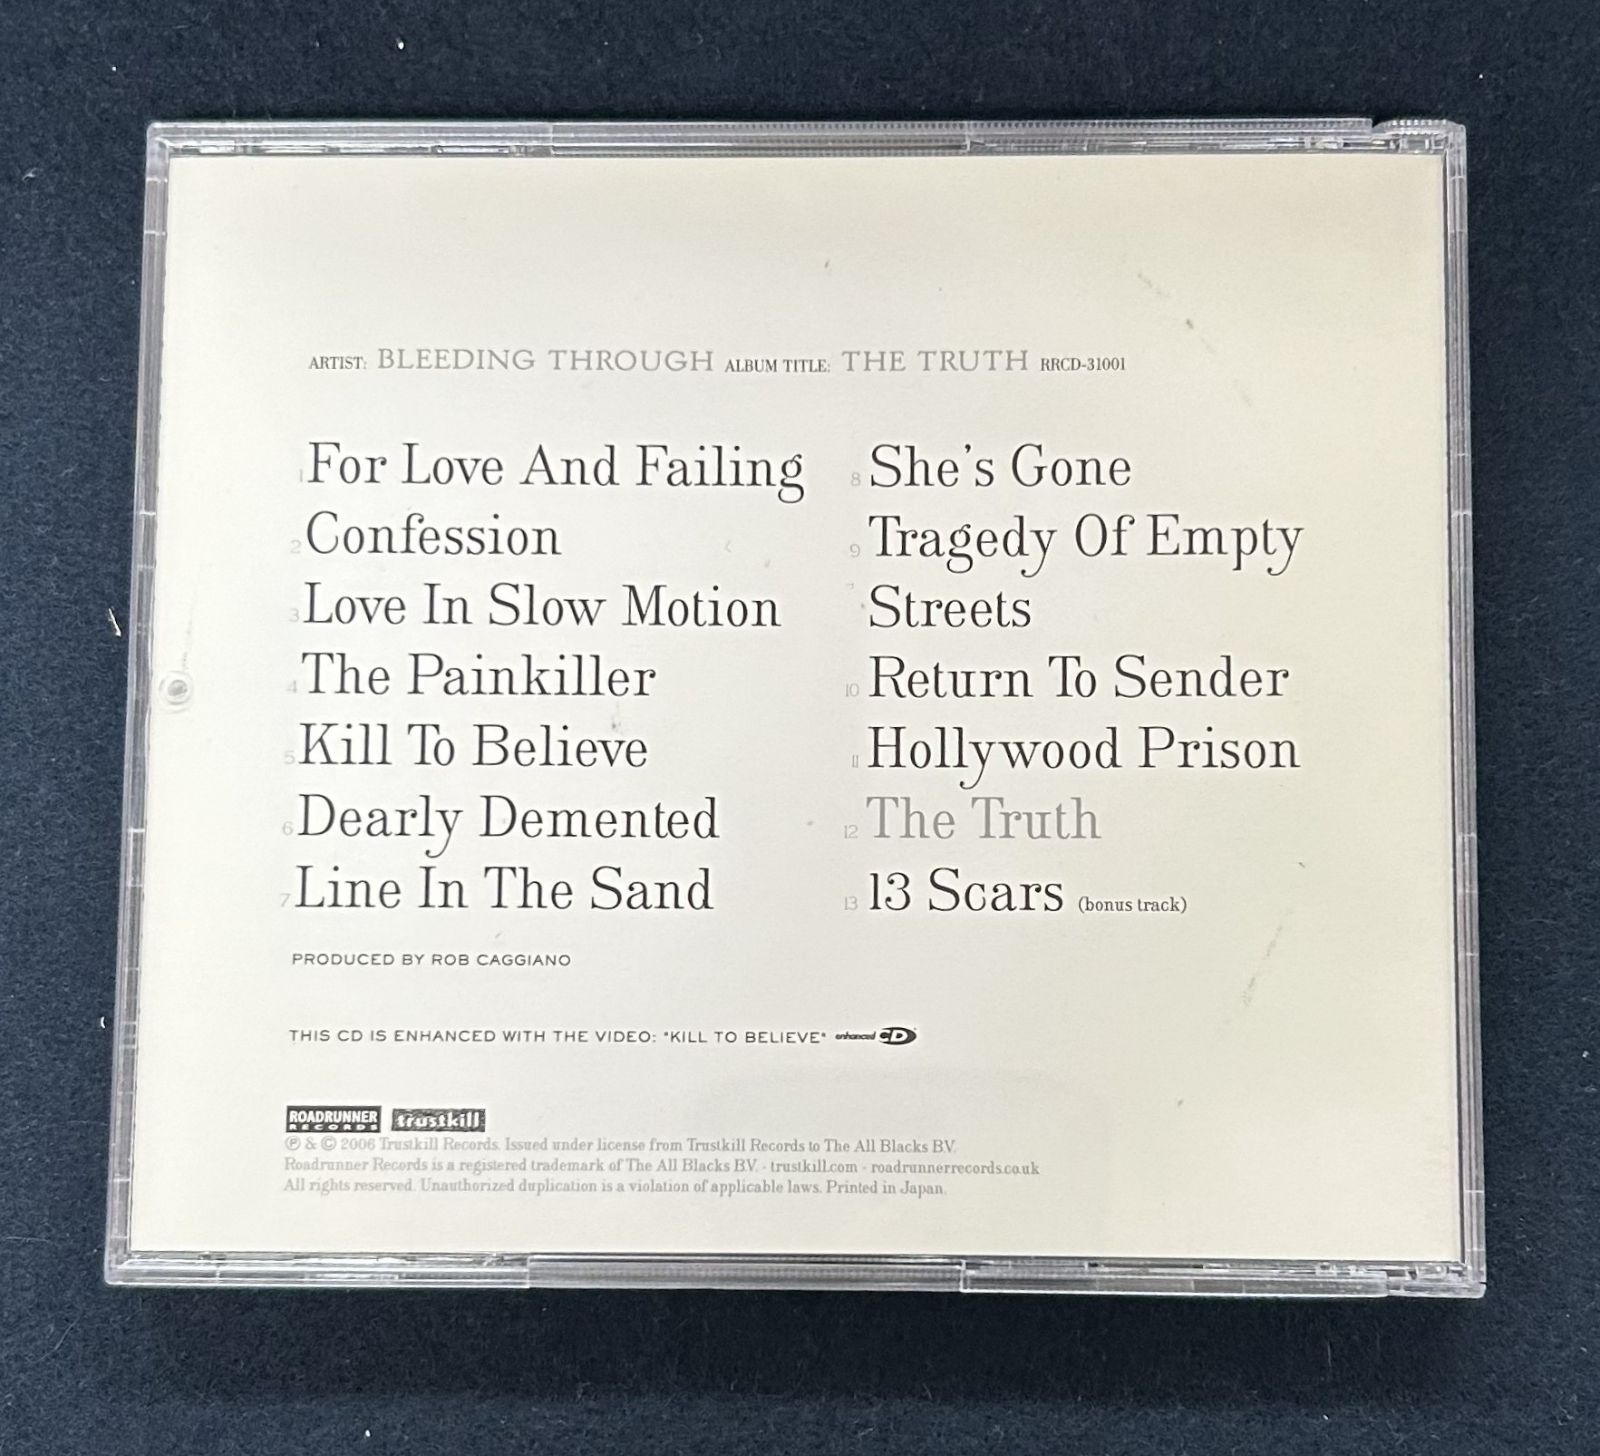 ARTIST: BLEEDING THROUGH ALBUM TITLE: THE TRUTH RRCD-31001
1 For Love And Failing
2 Confession
3 Love In Slow Motion
4 The Painkiller
5 Kill To Believe
6 Dearly Demented
7 Line In The Sand
8 She's Gone
9 Tragedy Of Empty
Streets
10 Return To Sender
11 Hollywood Prison
12 The Truth
13 13 Scars (bonus track)
PRODUCED BY ROB CAGGIANO
THIS CD IS ENHANCED WITH THE VIDEO: "KILL TO BELIEVE" enhanced CD
ROADRUNNER RECORDS trustkill
℗ & © 2006 Trustkill Records. Issued under license from Trustkill Records to The All Blacks B.V.
Roadrunner Records is a registered trademark of The All Blacks B.V. · trustkill.com · roadrunnerrecords.co.uk
All rights reserved. Unauthorized duplication is a violation of applicable laws. Printed in Japan.